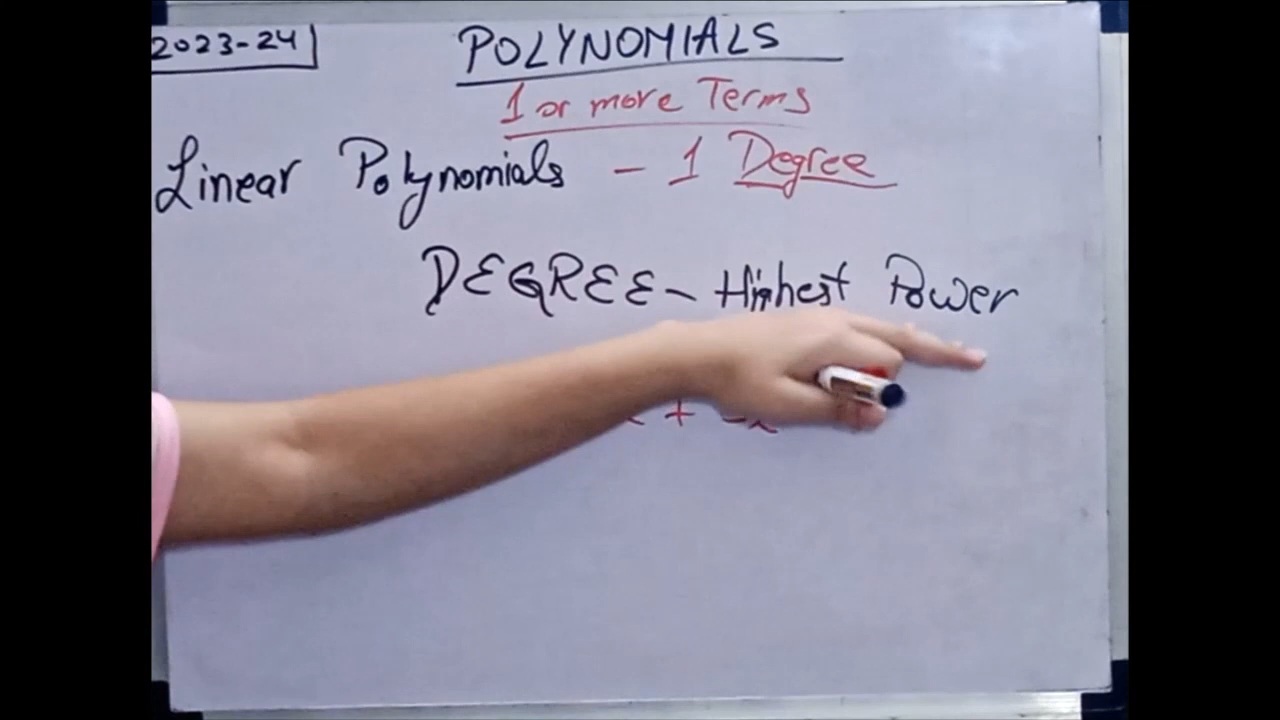 2023-24
POLYNOMIALS
1 or more Terms
Linear Polynomials - 1 Degree
DEGREE - Highest Power
+